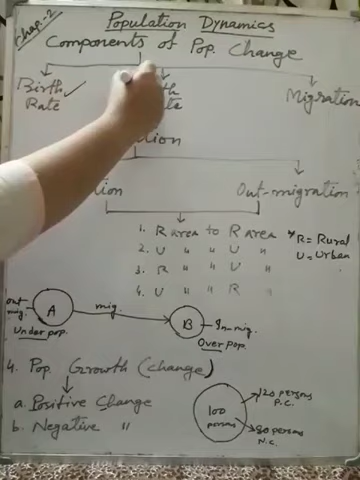 Chap-2
Population Dynamics
Components of Pop. Change
Birth Rate ✓
Migration
Out-migration
1. R area to R area
2. U " " U "
3. R " " U "
4. U " " R "
* R = Rural
U = Urban
out mig.
A
mig.
B
In-mig.
Under pop.
Over pop.
4. Pop. Growth (change)
a. Positive Change
b. Negative "
100 persons
120 persons P.C.
80 persons N.C.